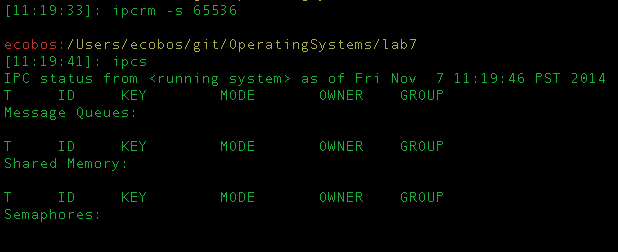 [11:19:33]: ipcrm -s 65536
ecobos:/Users/ecobos/git/OperatingSystems/lab7
[11:19:41]: ipcs
IPC status from <running system> as of Fri Nov  7 11:19:46 PST 2014
T     ID     KEY        MODE       OWNER    GROUP
Message Queues:
T     ID     KEY        MODE       OWNER    GROUP
Shared Memory:
T     ID     KEY        MODE       OWNER    GROUP
Semaphores: